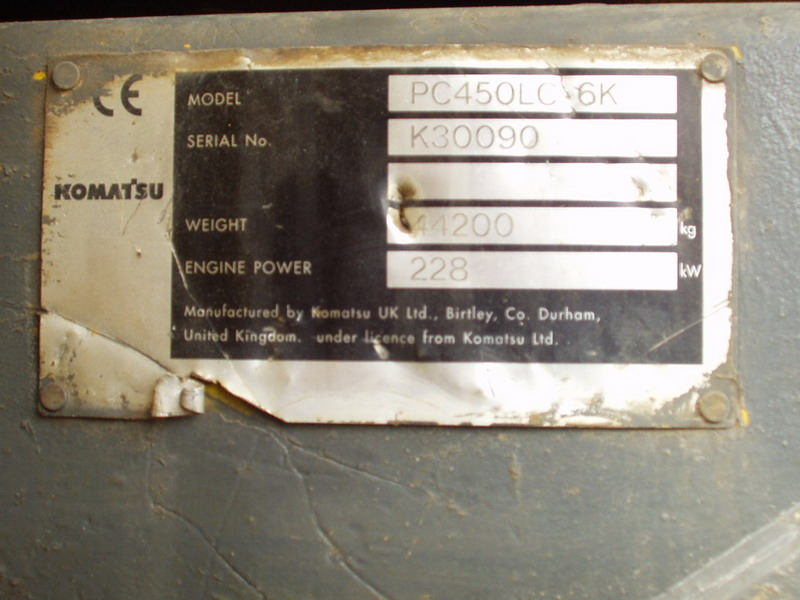 CE
KOMATSU
MODEL PC450LC-6K
SERIAL No. K30090
WEIGHT 44200 kg
ENGINE POWER 228 kW
Manufactured by Komatsu UK Ltd., Birtley, Co. Durham,
United Kingdom. under licence from Komatsu Ltd.